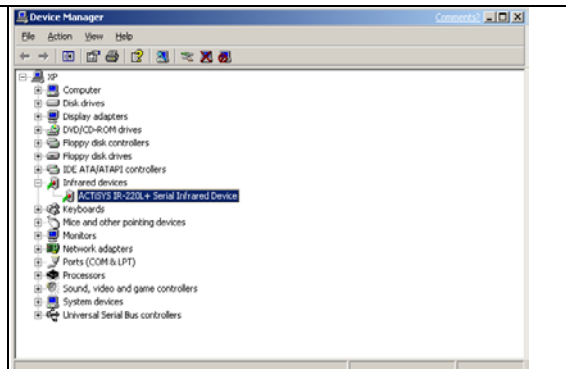 Device Manager
Comments?
File Action View Help
XP
Computer
Disk drives
Display adapters
DVD/CD-ROM drives
Floppy disk controllers
Floppy disk drives
IDE ATA/ATAPI controllers
Infrared devices
ACTiSYS IR-220L+ Serial Infrared Device
Keyboards
Mice and other pointing devices
Monitors
Network adapters
Ports (COM & LPT)
Processors
Sound, video and game controllers
System devices
Universal Serial Bus controllers